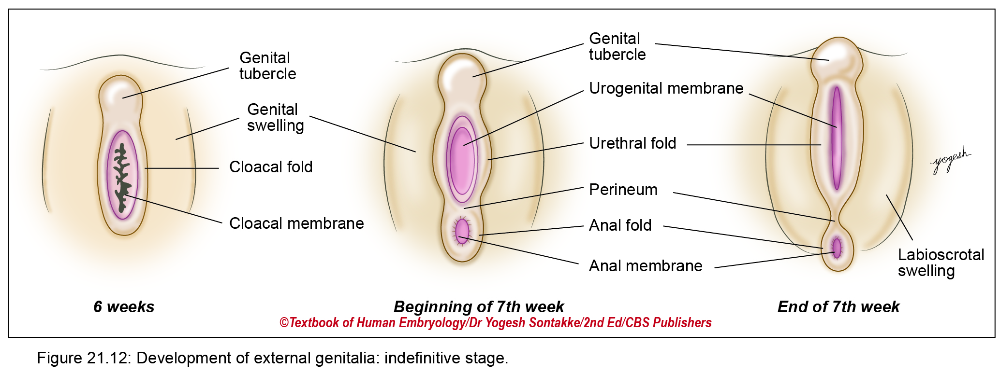 Genital
tubercle
Genital
swelling
Cloacal fold
Cloacal membrane
Genital
tubercle
Urogenital membrane
Urethral fold
Perineum
Anal fold
Anal membrane
Labioscrotal
swelling
yogesh
6 weeks
Beginning of 7th week
End of 7th week
©Textbook of Human Embryology/Dr Yogesh Sontakke/2nd Ed/CBS Publishers
Figure 21.12: Development of external genitalia: indefinitive stage.